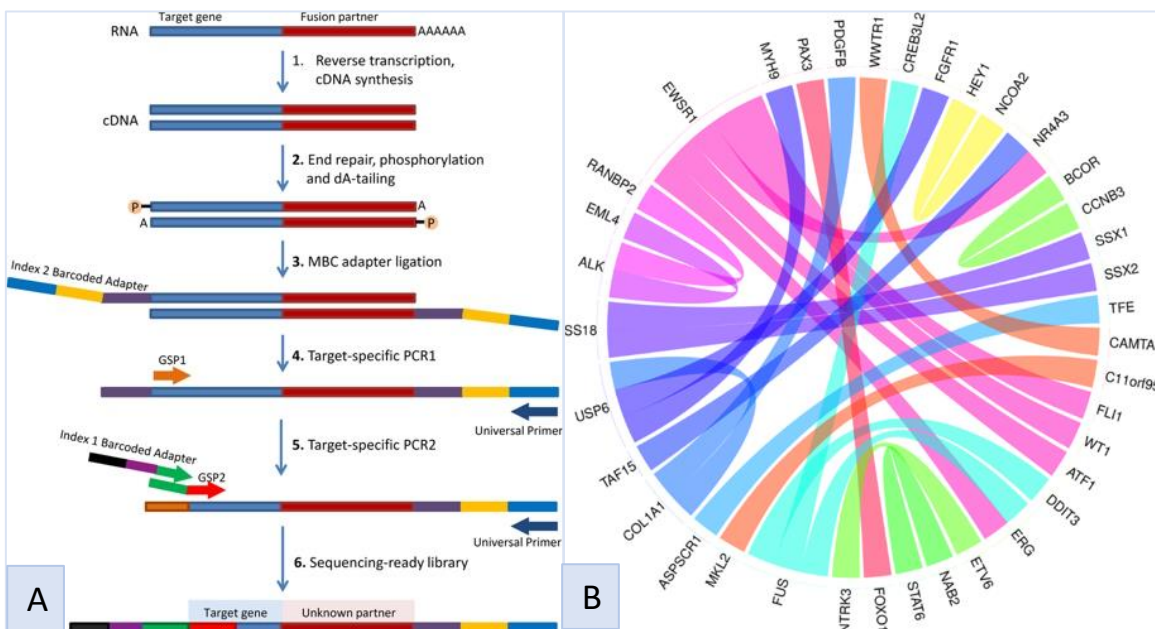 Target gene
Fusion partner
RNA
AAAAAA
1. Reverse transcription,
cDNA synthesis
cDNA
2. End repair, phosphorylation
and dA-tailing
P
A
A
P
3. MBC adapter ligation
Index 2 Barcoded Adapter
4. Target-specific PCR1
GSP1
Universal Primer
5. Target-specific PCR2
Index 1 Barcoded Adapter
GSP2
Universal Primer
6. Sequencing-ready library
Target gene
Unknown partner
A
EWSR1
MYH9
PAX3
PDGFB
WWTR1
CREB3L2
FGFR1
HEY1
NCOA2
NR4A3
BCOR
CCNB3
SSX1
SSX2
TFE
CAMTA
C11orf95
FLI1
WT1
ATF1
DDIT3
ERG
ETV6
NAB2
STAT6
FOXO1
NTRK3
FUS
MKL2
ASPSCR1
COL1A1
TAF15
USP6
SS18
ALK
EML4
RANBP2
B